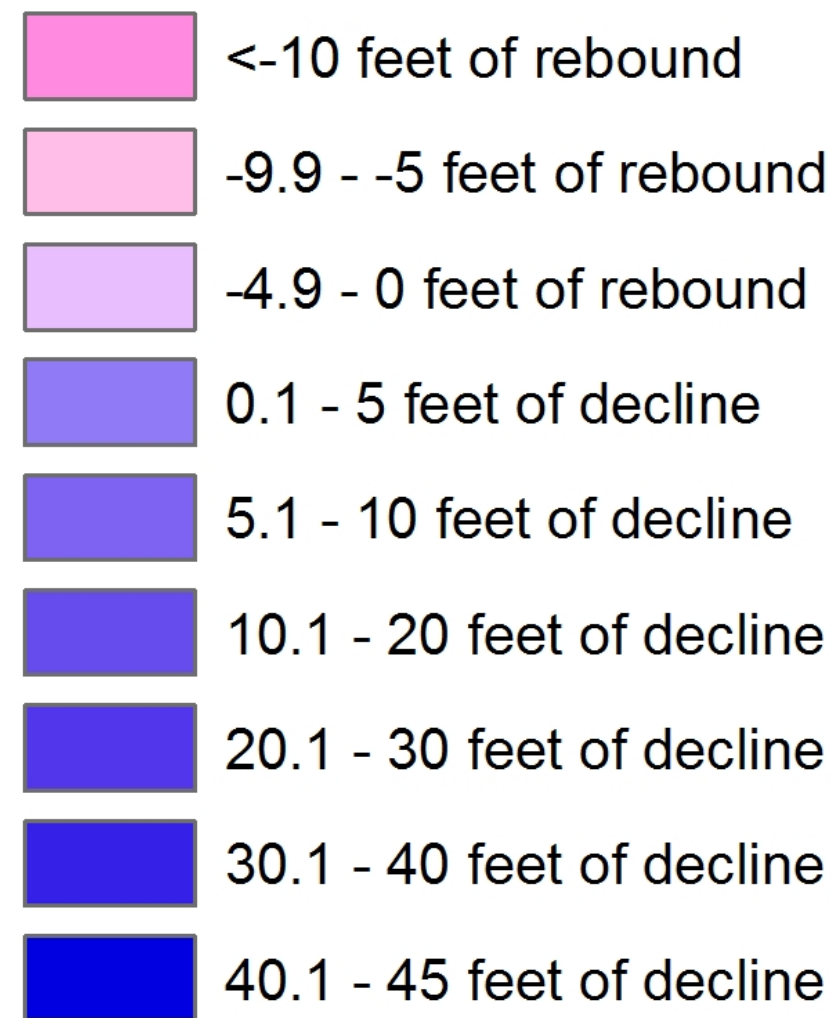 <-10 feet of rebound
-9.9 - -5 feet of rebound
-4.9 - 0 feet of rebound
0.1 - 5 feet of decline
5.1 - 10 feet of decline
10.1 - 20 feet of decline
20.1 - 30 feet of decline
30.1 - 40 feet of decline
40.1 - 45 feet of decline